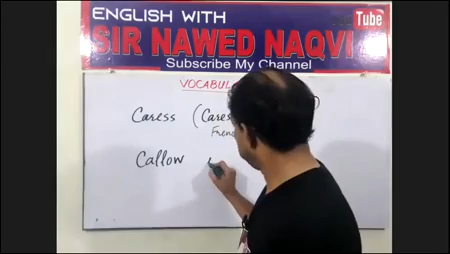 ENGLISH WITH
Tube
SIR NAWED NAQVI
Subscribe My Channel
VOCABUL
Caress (Cares
Frenc
Callow